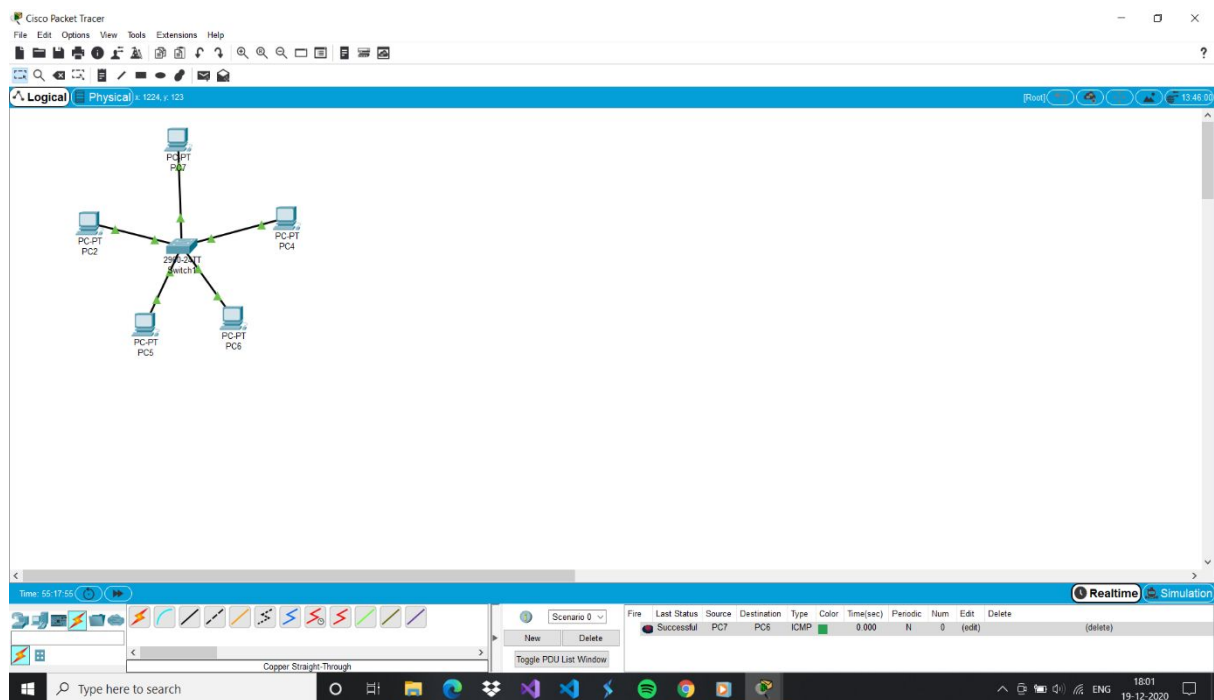 Cisco Packet Tracer
File Edit Options View Tools Extensions Help
?
Logical Physical x: 1224, y: 123 [Root] 13:46:00
PC-PT
PC7
PC-PT
PC2
PC-PT
PC4
2960-24TT
Switch1
PC-PT
PC5
PC-PT
PC6
Time: 55:17:55 Realtime Simulation
Scenario 0
New Delete
Toggle PDU List Window
Fire Last Status Source Destination Type Color Time(sec) Periodic Num Edit Delete
Successful PC7 PC6 ICMP 0.000 N 0 (edit) (delete)
Copper Straight-Through
Type here to search
ENG
18:01
19-12-2020